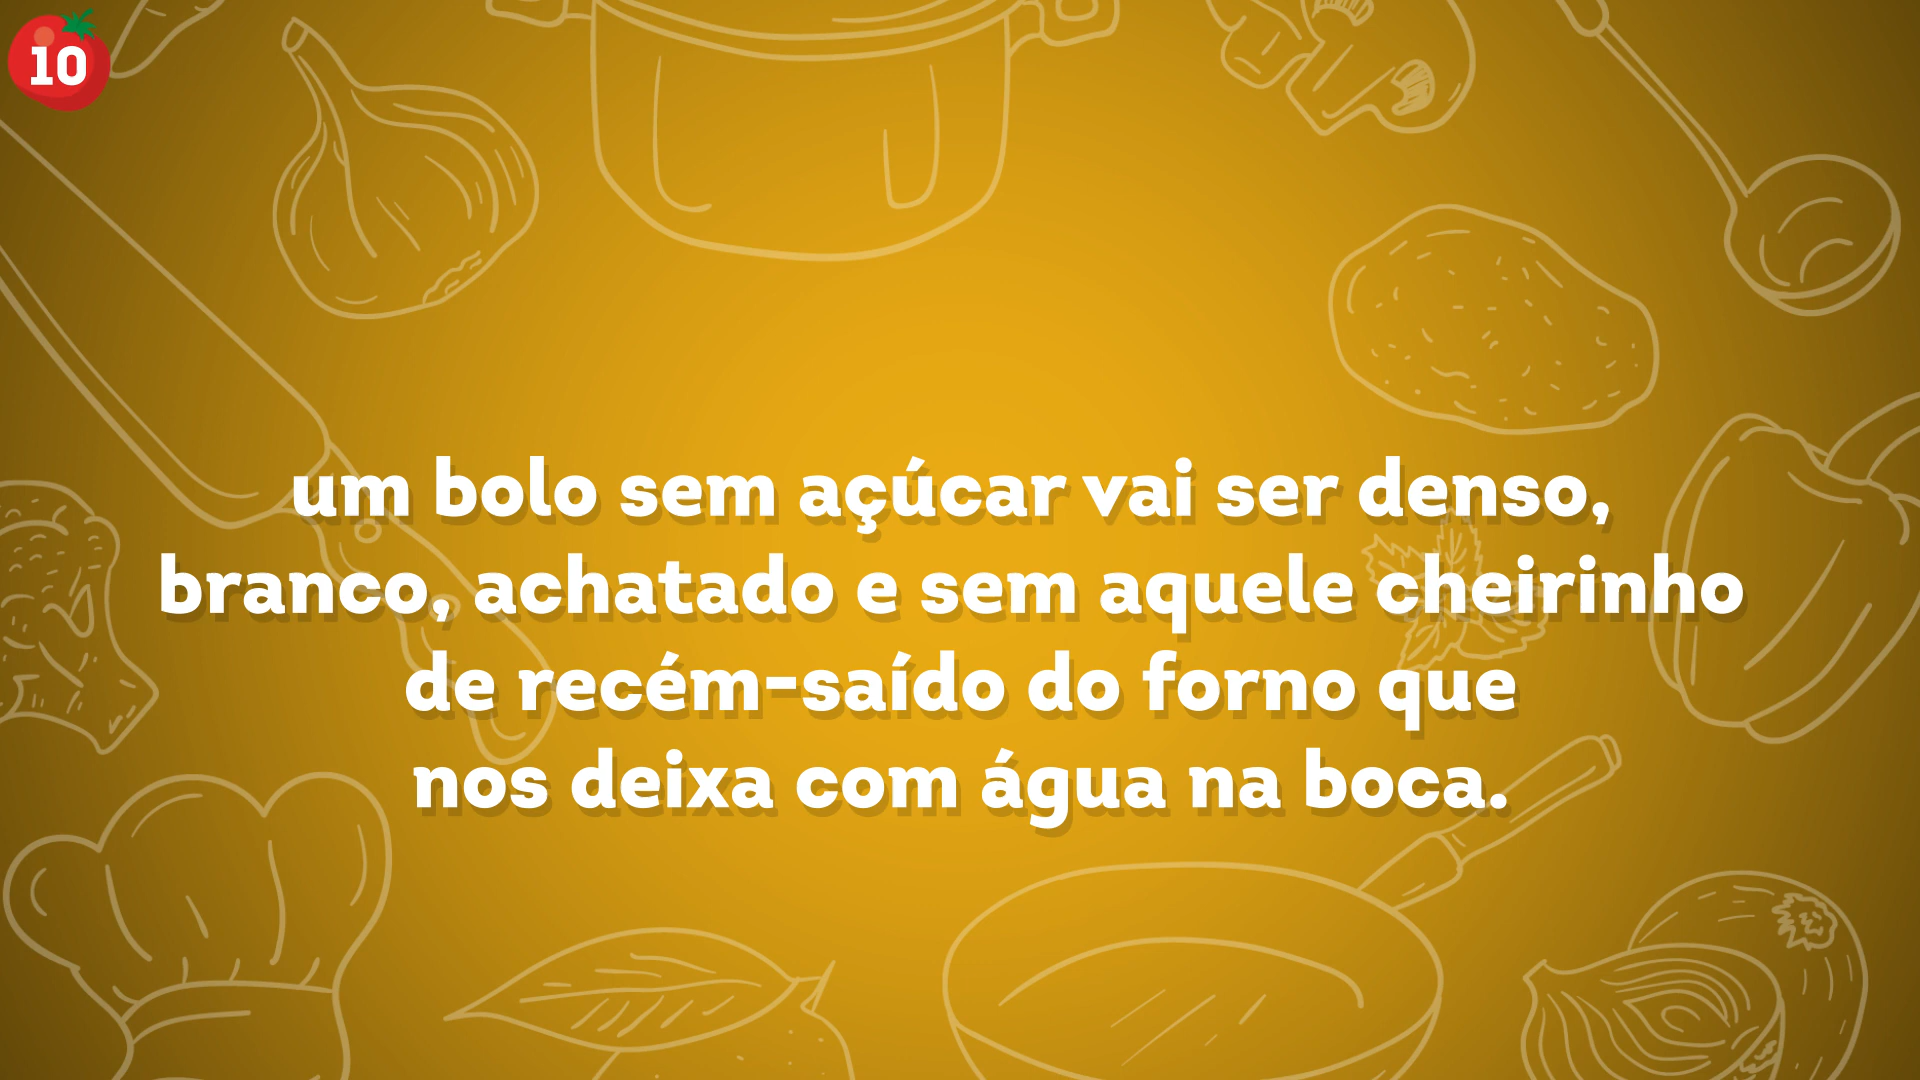 10
um bolo sem açúcar vai ser denso,
branco, achatado e sem aquele cheirinho
de recém-saído do forno que
nos deixa com água na boca.